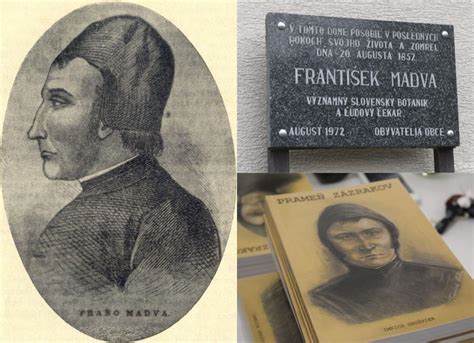 FRAŇO MADVA.
V TOMTO DOME PÔSOBIL V POSLEDNÝCH
ROKOCH SVOJHO ŽIVOTA A ZOMREL
DŇA 20 AUGUSTA 1852
FRANTIŠEK MADVA
VÝZNAMNÝ SLOVENSKÝ BOTANIK
A ĽUDOVÝ LEKÁR.
AUGUST 1972 OBYVATELIA OBCE
PRAMEŇ ZÁZRAKOV
IMRICH